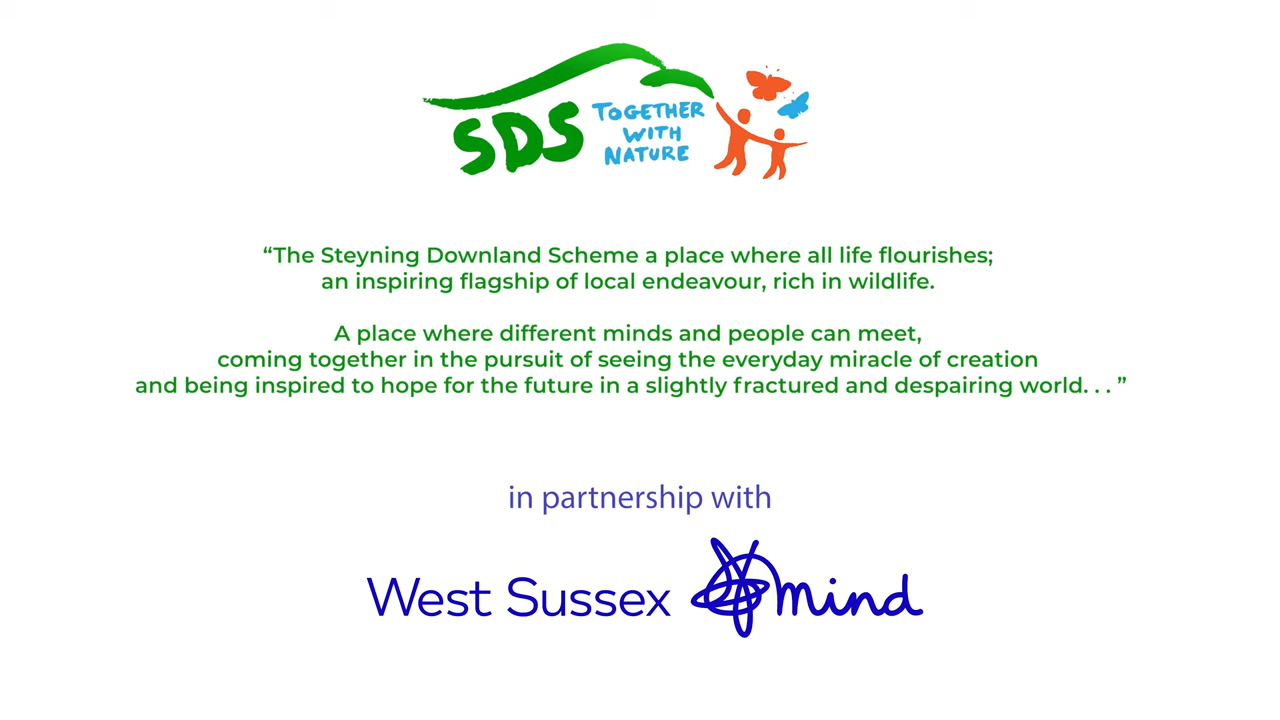 SDS
TOGETHER
WITH
NATURE
“The Steyning Downland Scheme a place where all life flourishes;
an inspiring flagship of local endeavour, rich in wildlife.
A place where different minds and people can meet,
coming together in the pursuit of seeing the everyday miracle of creation
and being inspired to hope for the future in a slightly fractured and despairing world. . . ”
in partnership with
West Sussex mind